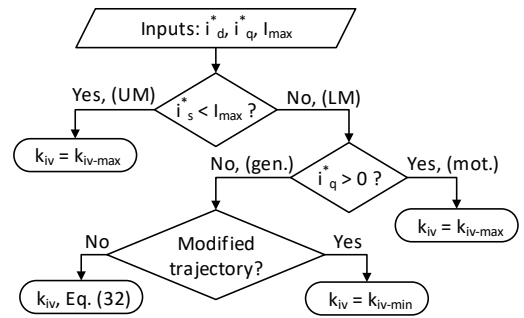 Inputs: i*d, i*q, Imax
Yes, (UM)
No, (LM)
i*s < Imax ?
kiv = kiv-max
No, (gen.)
Yes, (mot.)
i*q > 0 ?
kiv = kiv-max
No
Modified
trajectory?
Yes
kiv, Eq. (32)
kiv = kiv-min